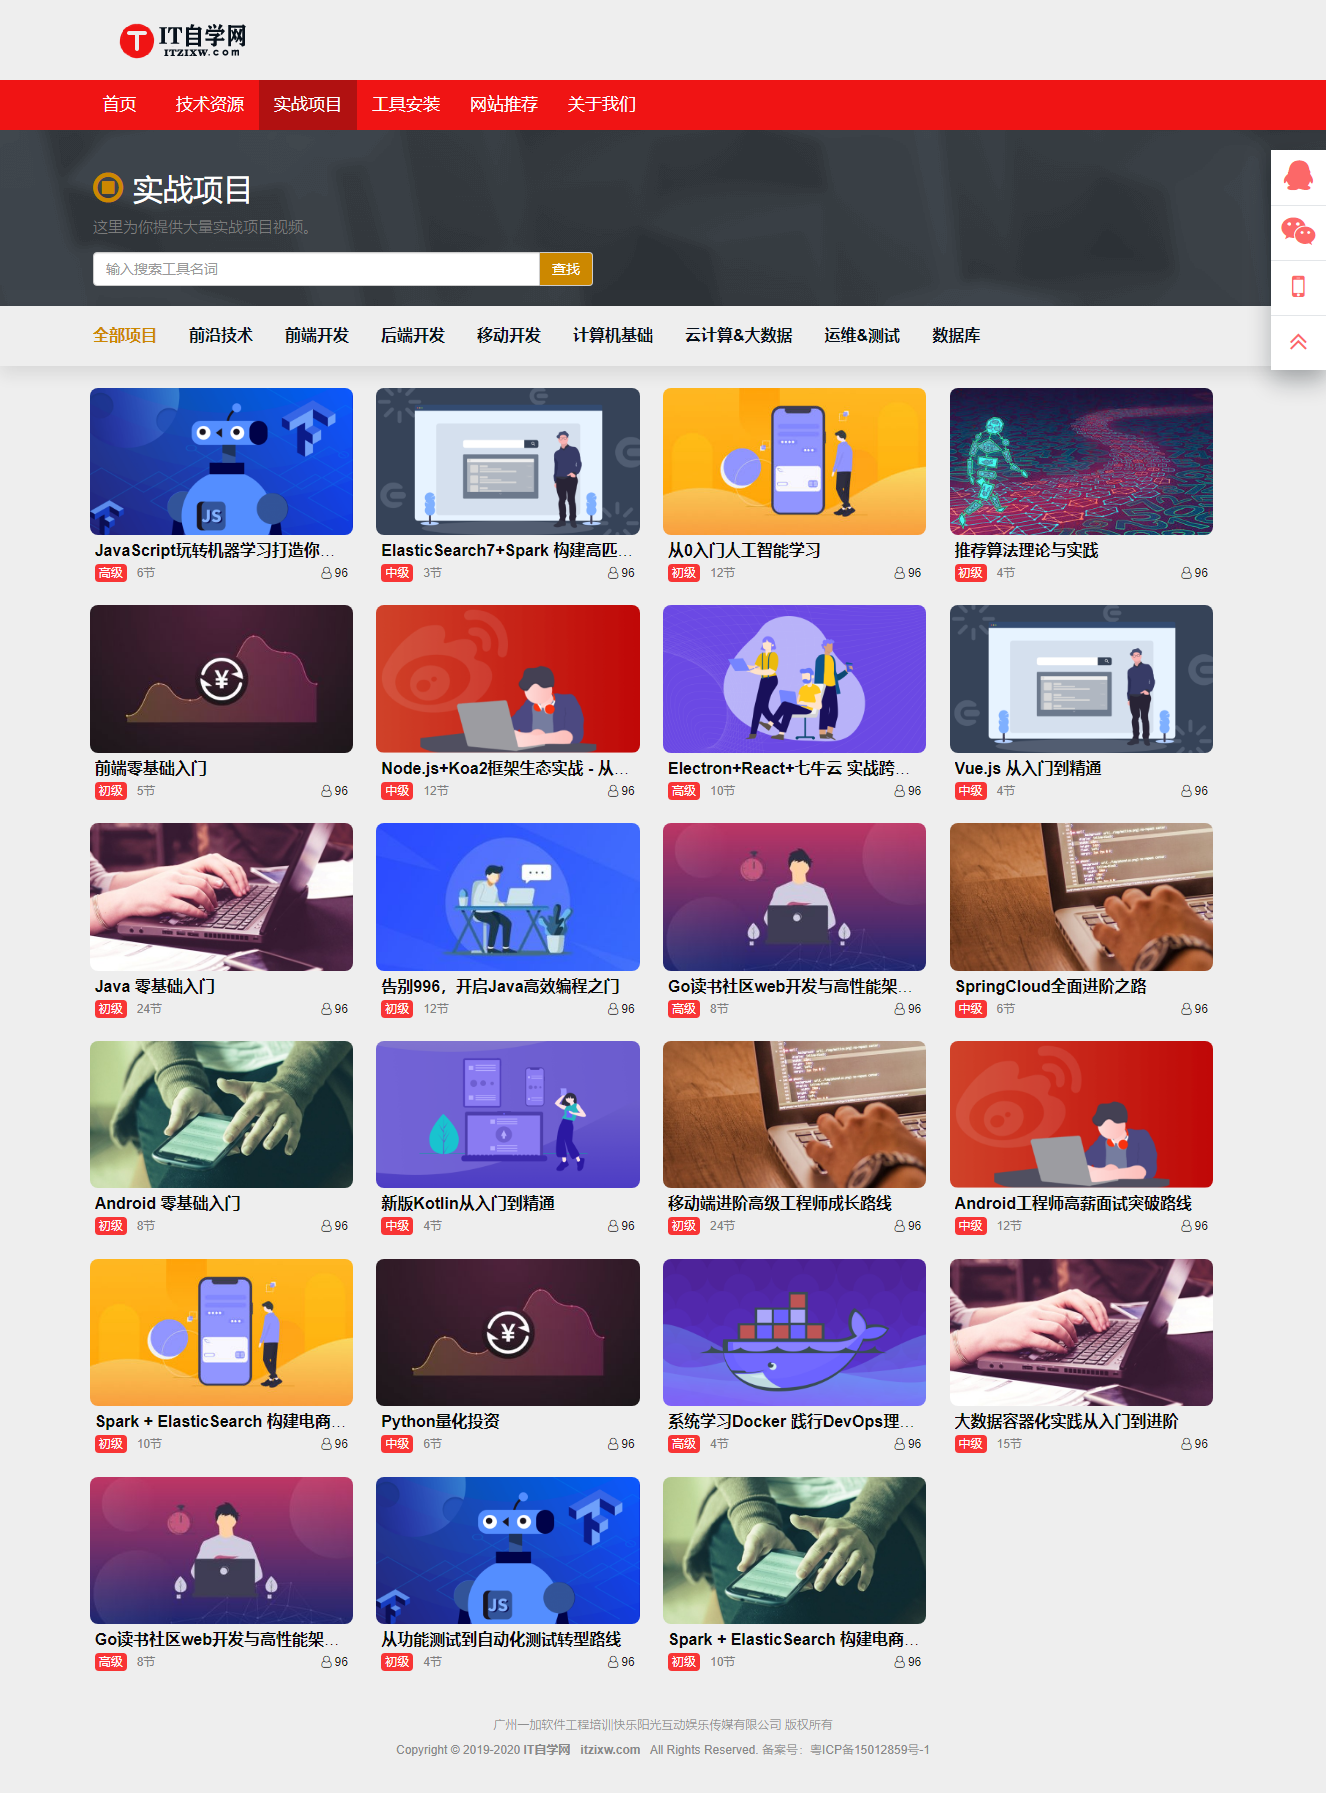 IT自学网
ITZIXW.com
首页 技术资源 实战项目 工具安装 网站推荐 关于我们
实战项目
这里为你提供大量实战项目视频。
输入搜索工具名词 查找
全部项目 前沿技术 前端开发 后端开发 移动开发 计算机基础 云计算&大数据 运维&测试 数据库
JS
JavaScript玩转机器学习打造你... ElasticSearch7+Spark 构建高匹... 从0入门人工智能学习 推荐算法理论与实践
高级 6节 96 中级 3节 96 初级 12节 96 初级 4节 96
¥
前端零基础入门 Node.js+Koa2框架生态实战 - 从... Electron+React+七牛云 实战跨... Vue.js 从入门到精通
初级 5节 96 中级 12节 96 高级 10节 96 中级 4节 96
Java 零基础入门 告别996，开启Java高效编程之门 Go读书社区web开发与高性能架... SpringCloud全面进阶之路
初级 24节 96 初级 12节 96 高级 8节 96 中级 6节 96
Android 零基础入门 新版Kotlin从入门到精通 移动端进阶高级工程师成长路线 Android工程师高薪面试突破路线
初级 8节 96 中级 4节 96 初级 24节 96 中级 12节 96
¥
Spark + ElasticSearch 构建电商... Python量化投资 系统学习Docker 践行DevOps理... 大数据容器化实践从入门到进阶
初级 10节 96 中级 6节 96 高级 4节 96 中级 15节 96
JS
Go读书社区web开发与高性能架... 从功能测试到自动化测试转型路线 Spark + ElasticSearch 构建电商...
高级 8节 96 初级 4节 96 初级 10节 96
广州一加软件工程培训快乐阳光互动娱乐传媒有限公司 版权所有
Copyright © 2019-2020 IT自学网 itzixw.com All Rights Reserved. 备案号：粤ICP备15012859号-1